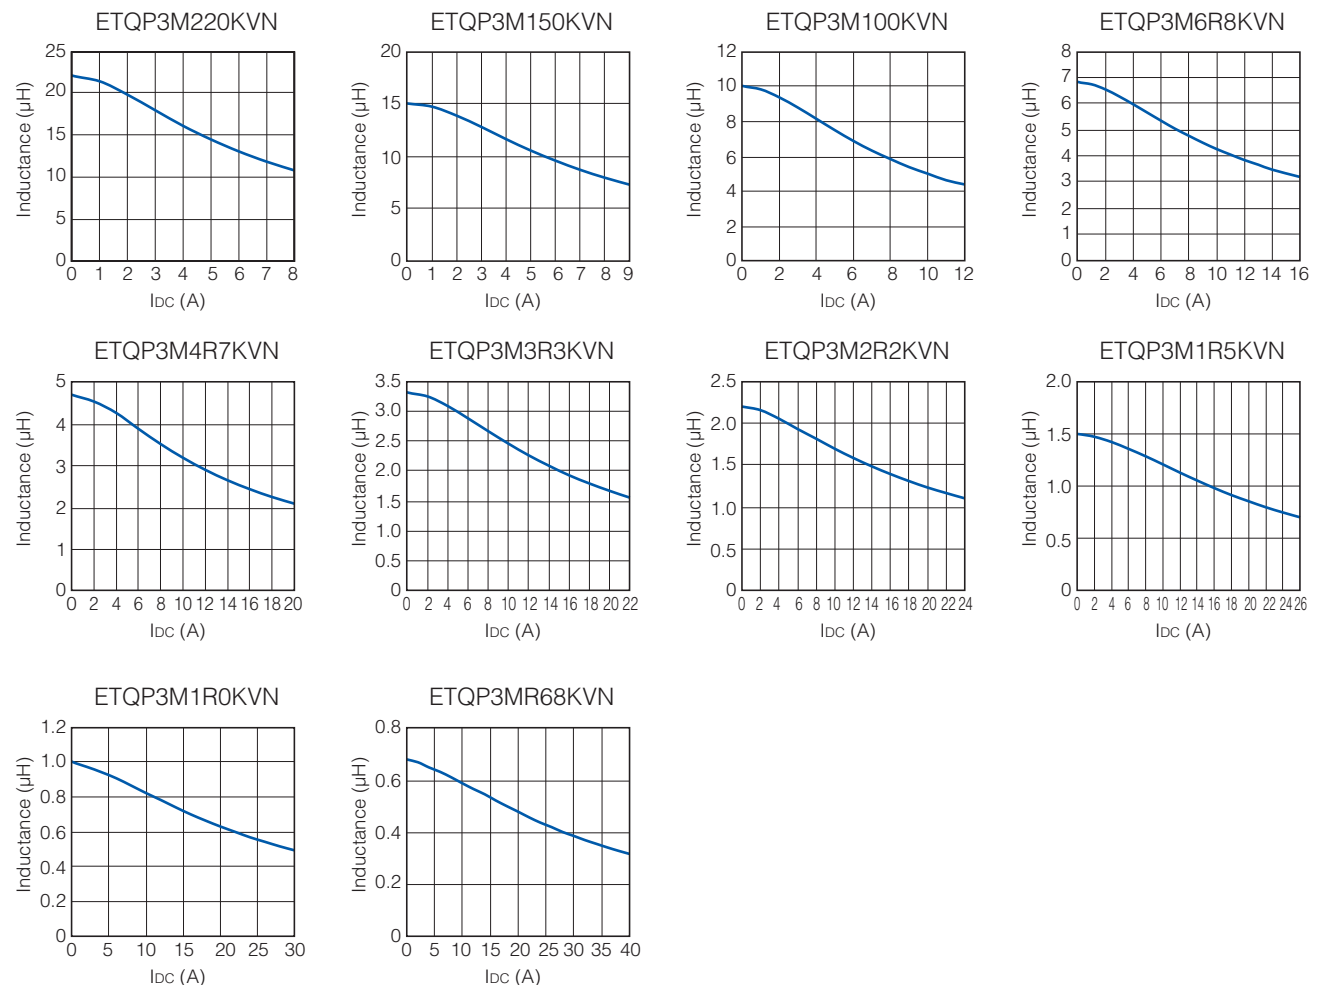 ETQP3M220KVN
25
20
15
10
5
0
0 1 2 3 4 5 6 7 8
Inductance (µH)
IDC (A)
ETQP3M150KVN
20
15
10
5
0
0 1 2 3 4 5 6 7 8 9
Inductance (µH)
IDC (A)
ETQP3M100KVN
12
10
8
6
4
2
0
0 2 4 6 8 10 12
Inductance (µH)
IDC (A)
ETQP3M6R8KVN
8
7
6
5
4
3
2
1
0
0 2 4 6 8 10 12 14 16
Inductance (µH)
IDC (A)
ETQP3M4R7KVN
5
4
3
2
1
0
0 2 4 6 8 10 12 14 16 18 20
Inductance (µH)
IDC (A)
ETQP3M3R3KVN
3.5
3.0
2.5
2.0
1.5
1.0
0.5
0
0 2 4 6 8 10 12 14 16 18 20 22
Inductance (µH)
IDC (A)
ETQP3M2R2KVN
2.5
2.0
1.5
1.0
0.5
0
0 2 4 6 8 10 12 14 16 18 20 22 24
Inductance (µH)
IDC (A)
ETQP3M1R5KVN
2.0
1.5
1.0
0.5
0
0 2 4 6 8 10 12 14 16 18 20 22 24 26
Inductance (µH)
IDC (A)
ETQP3M1R0KVN
1.2
1.0
0.8
0.6
0.4
0.2
0
0 5 10 15 20 25 30
Inductance (µH)
IDC (A)
ETQP3MR68KVN
0.8
0.6
0.4
0.2
0
0 5 10 15 20 25 30 35 40
Inductance (µH)
IDC (A)